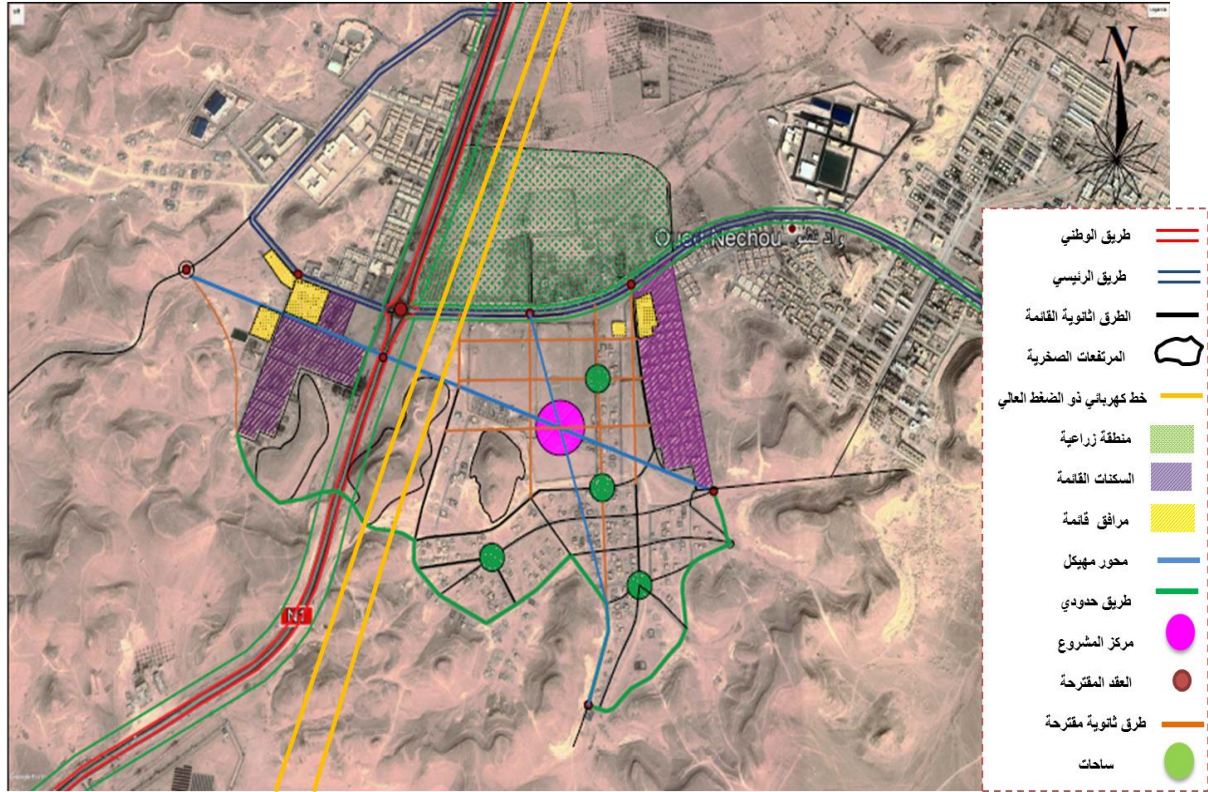 N
Oued Nechou واد نشو
N1
طريق الوطني
طريق الرئيسي
الطرق اثانوية القائمة
المرتفعات الصخرية
خط كهربائي ذو الضغط العالي
منطقة زراعية
السكنات القائمة
مرافق قائمة
محور مهيكل
طريق حدودي
مركز المشروع
العقد المقترحة
طرق ثانوية مقترحة
ساحات